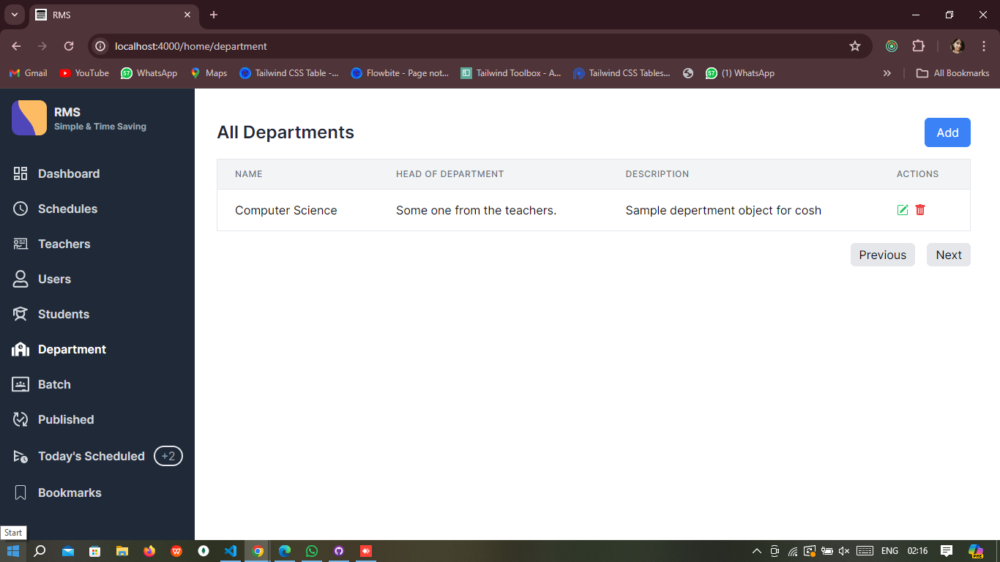 RMS
localhost:4000/home/department
Gmail YouTube WhatsApp Maps Tailwind CSS Table -... Flowbite - Page not... Tailwind Toolbox - A... Tailwind CSS Tables... (1) WhatsApp All Bookmarks
RMS
Simple & Time Saving
Dashboard
Schedules
Teachers
Users
Students
Department
Batch
Published
Today's Scheduled +2
Bookmarks
All Departments Add
NAME HEAD OF DEPARTMENT DESCRIPTION ACTIONS
Computer Science Some one from the teachers. Sample depertment object for cosh
Previous Next
Start
ENG 02:16
PRE